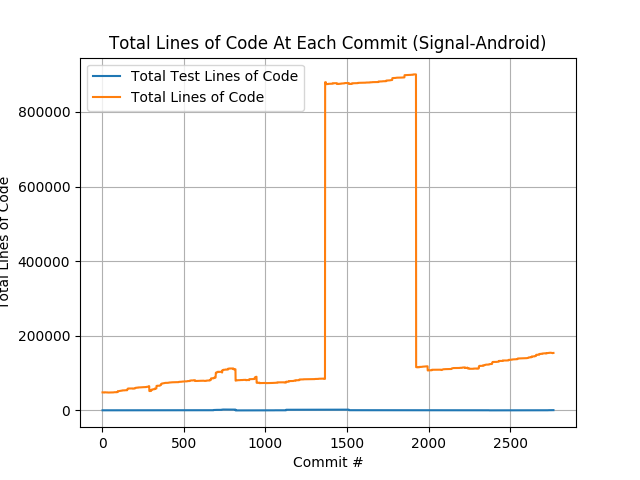 Total Lines of Code At Each Commit (Signal-Android)
Total Test Lines of Code
Total Lines of Code
800000
600000
400000
200000
0
Total Lines of Code
0 500 1000 1500 2000 2500
Commit #